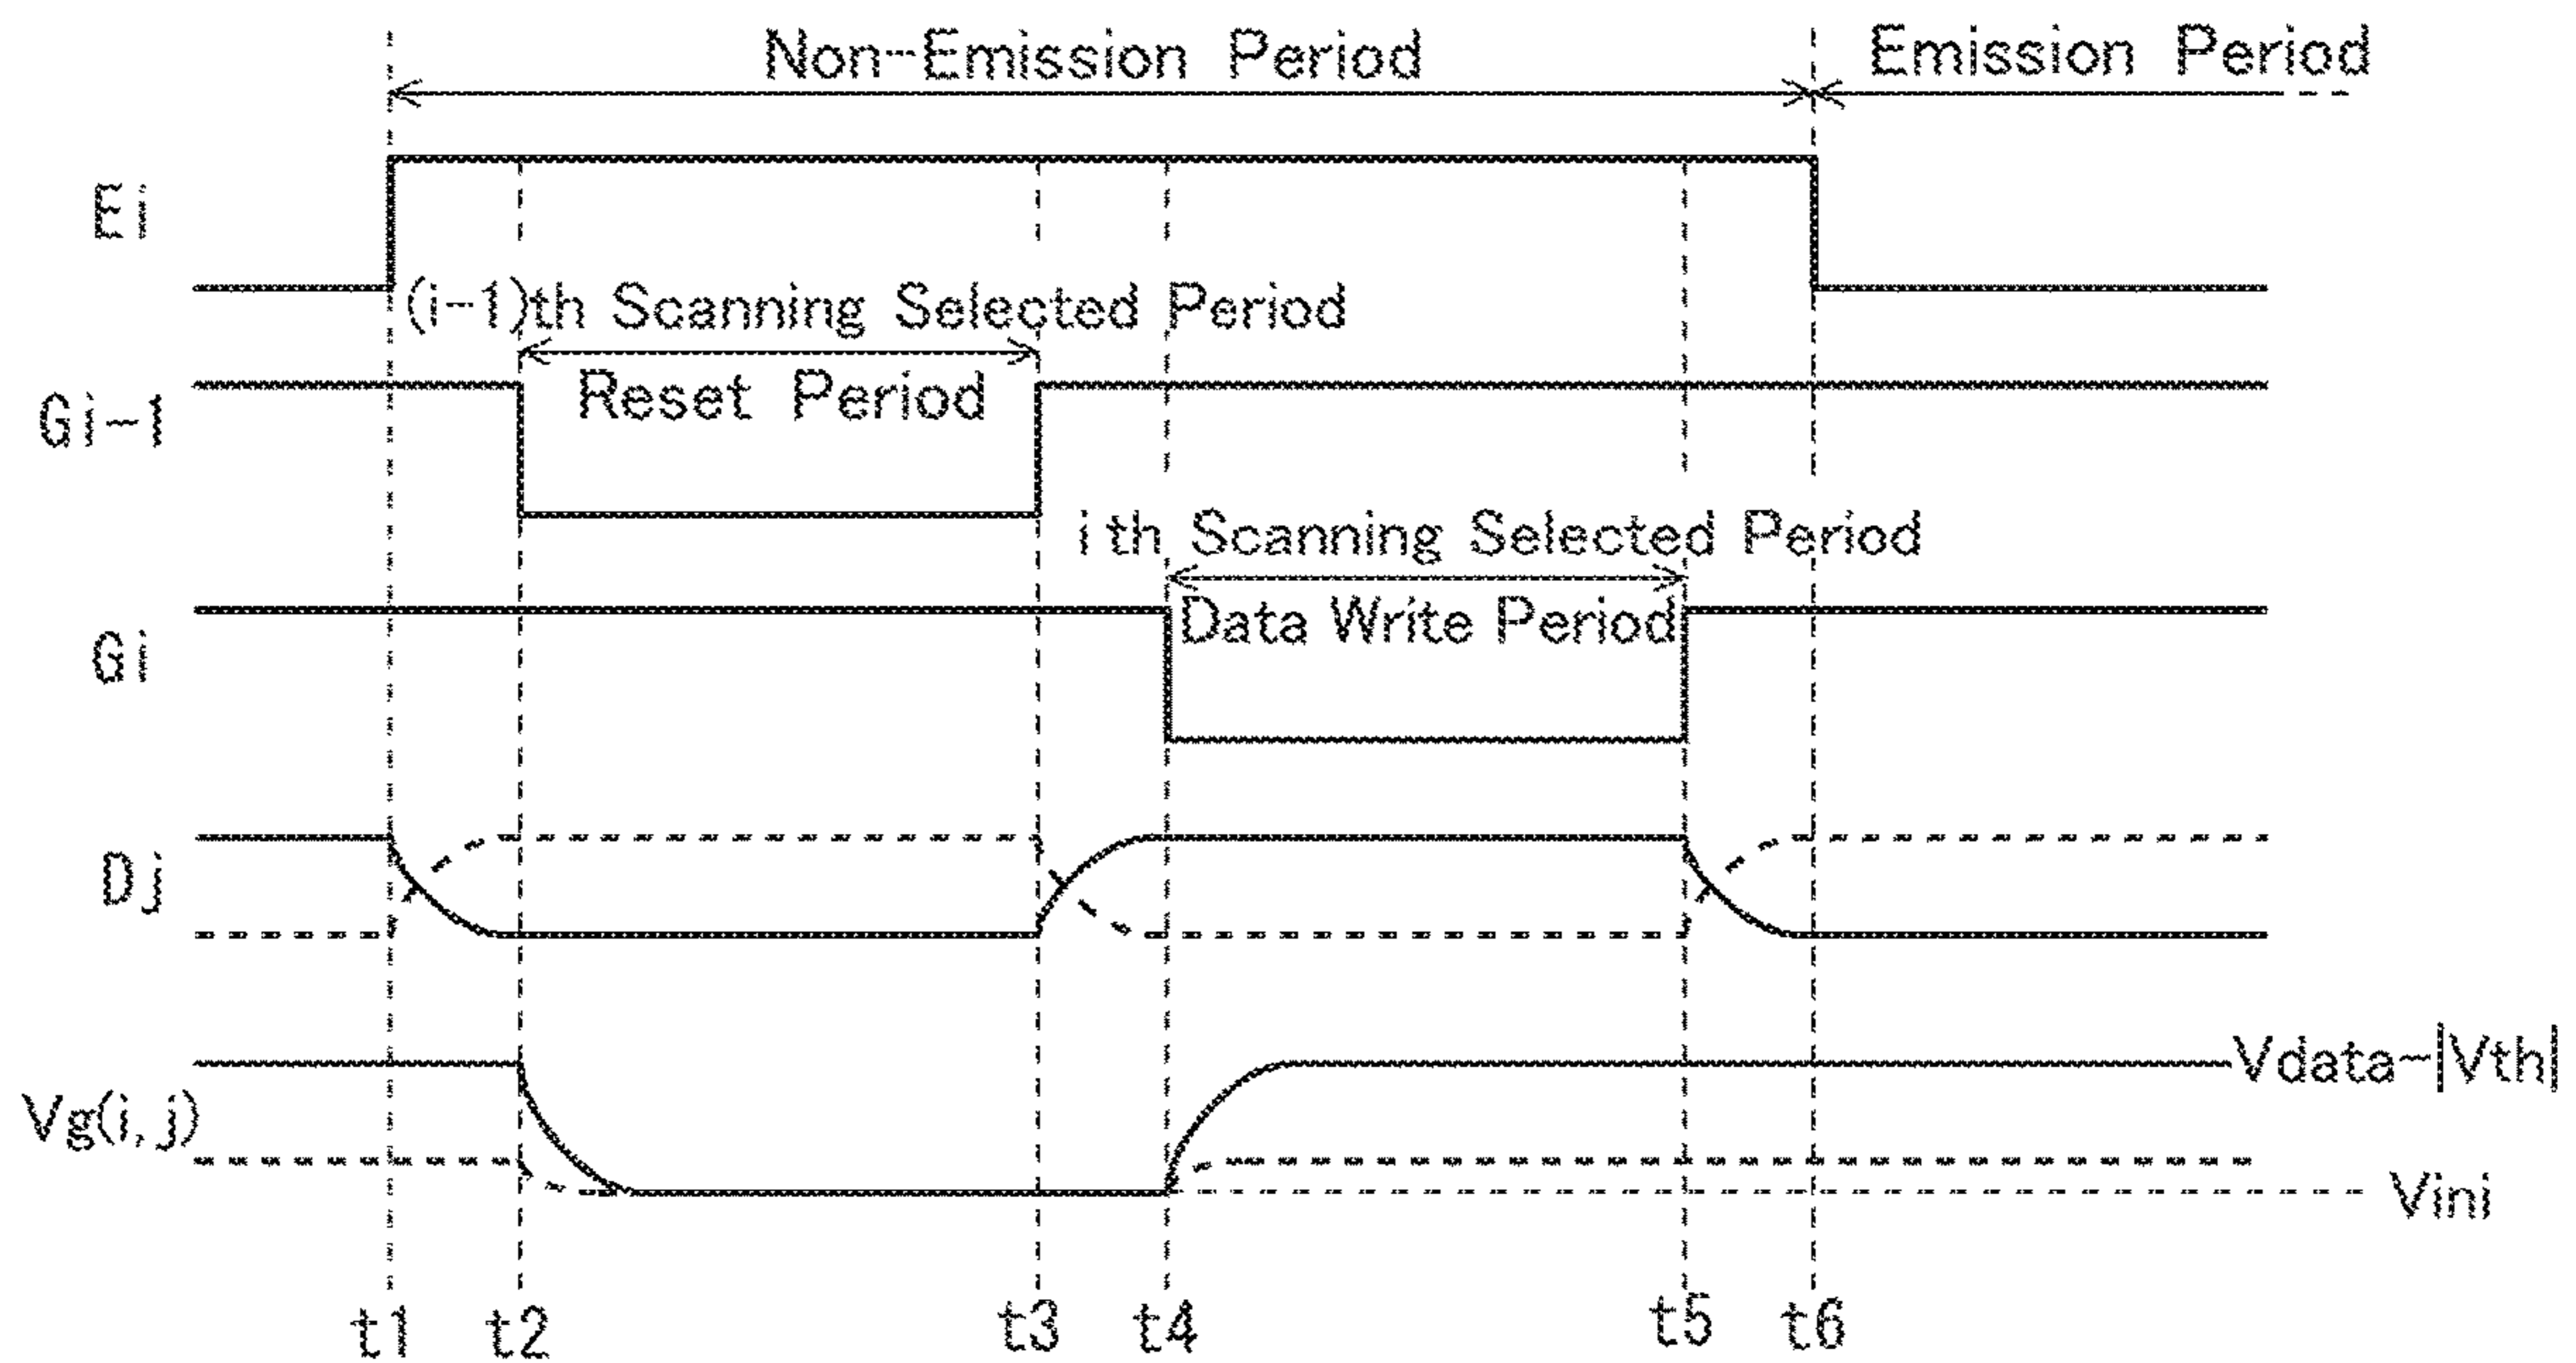 Non-Emission Period Emission Period
Ei
(i-1)th Scanning Selected Period
Reset Period
Gi-1
ith Scanning Selected Period
Data Write Period
Gi
Dj
Vdata-|Vth|
Vg(i,j)
Vini
t1 t2 t3 t4 t5 t6